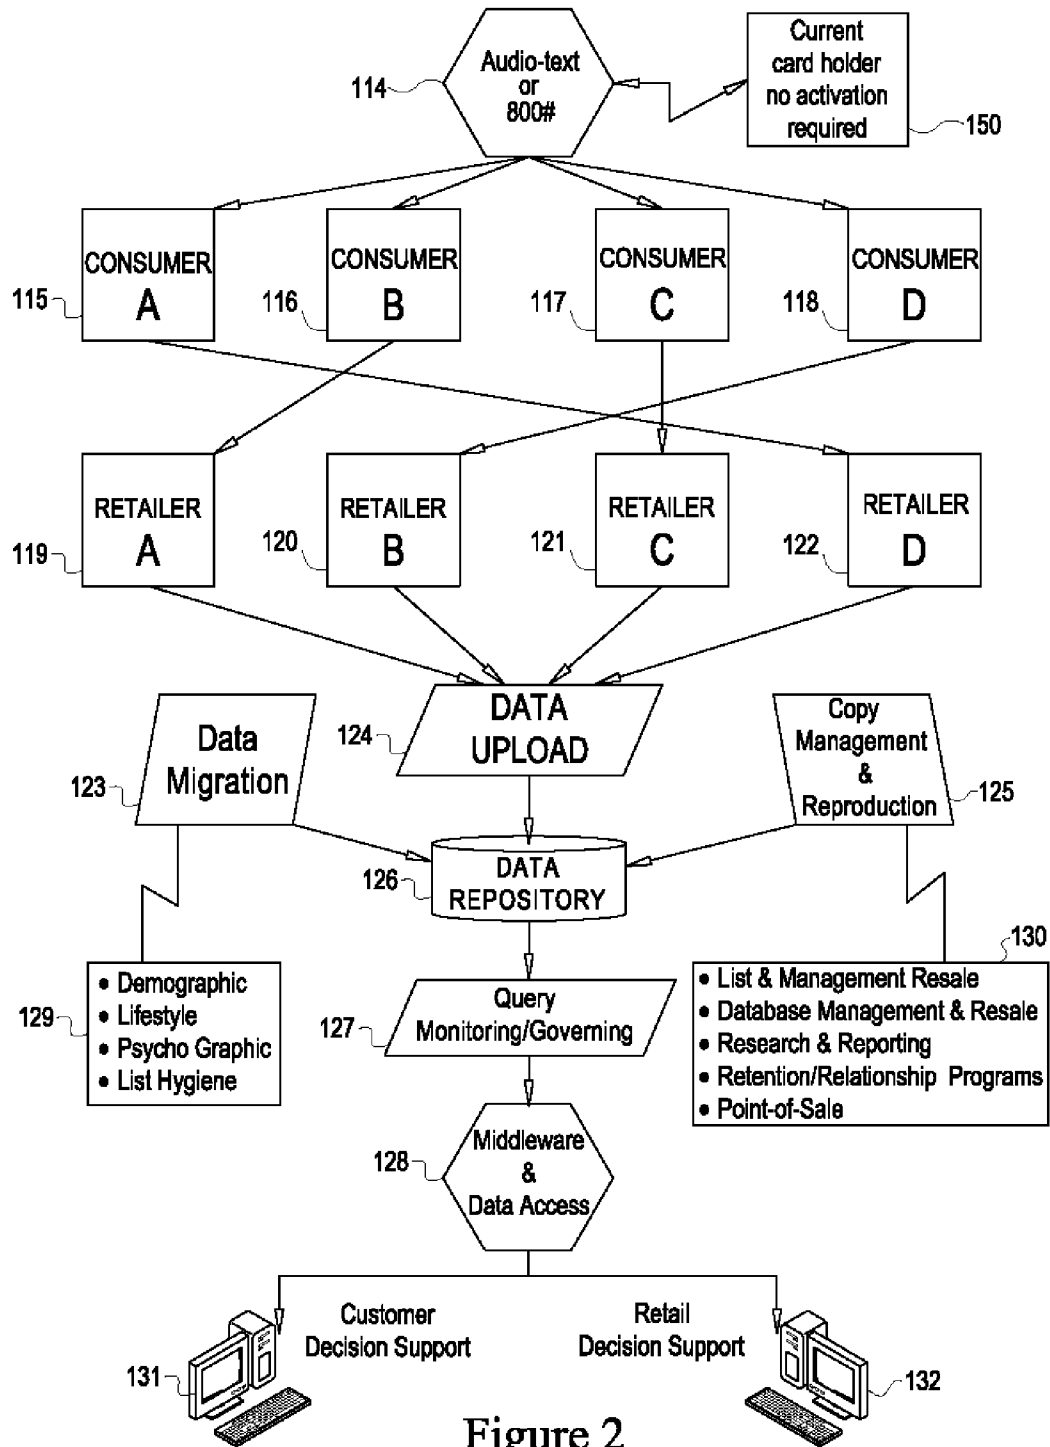 Audio-text
or
800#
114
Current
card holder
no activation
required
150
CONSUMER
A
115
CONSUMER
B
116
CONSUMER
C
117
CONSUMER
D
118
RETAILER
A
119
RETAILER
B
120
RETAILER
C
121
RETAILER
D
122
DATA
UPLOAD
124
Data
Migration
123
Copy
Management
&
Reproduction
125
DATA
REPOSITORY
126
• Demographic
• Lifestyle
• Psycho Graphic
• List Hygiene
129
Query
Monitoring/Governing
127
130
• List & Management Resale
• Database Management & Resale
• Research & Reporting
• Retention/Relationship Programs
• Point-of-Sale
Middleware
&
Data Access
128
Customer
Decision Support
131
Retail
Decision Support
132
Figure 2